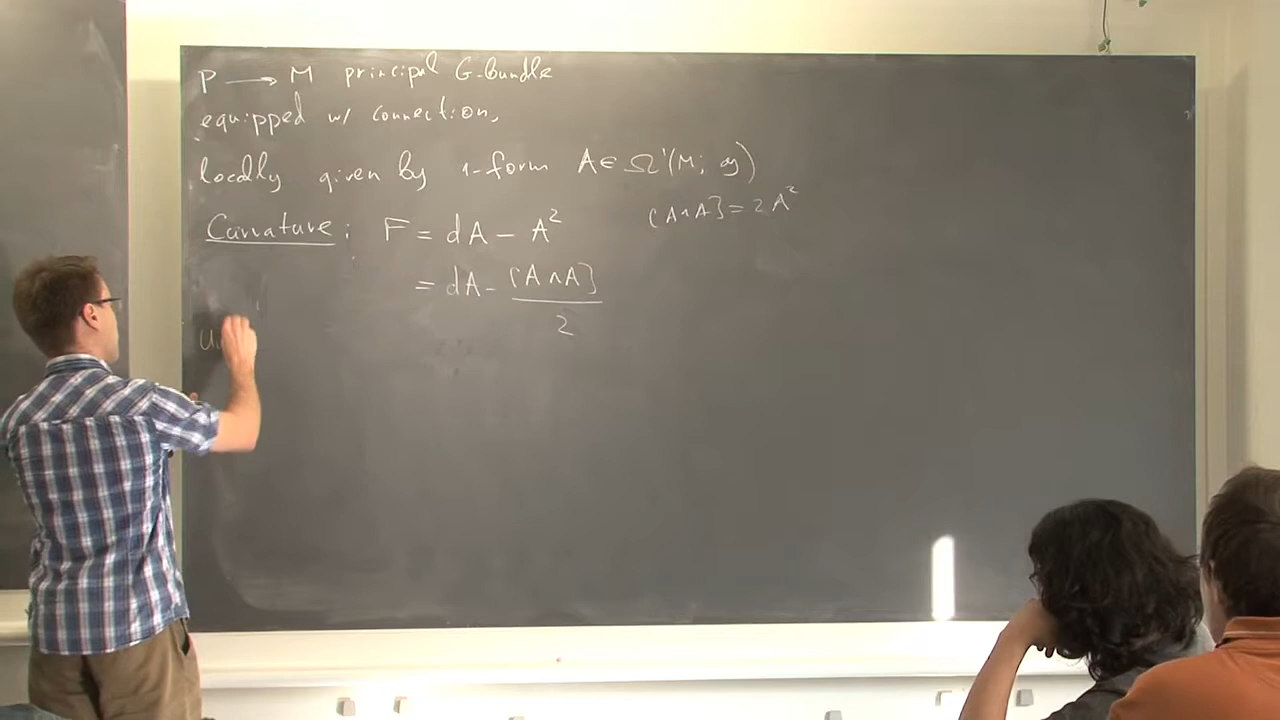 P → M principal G-bundle
equipped w/ connection,
locally given by 1-form A ∈ Ω¹(M; 𝔤)
Curvature: F = dA - A²
[A∧A] = 2A²
= dA - [A∧A]/2